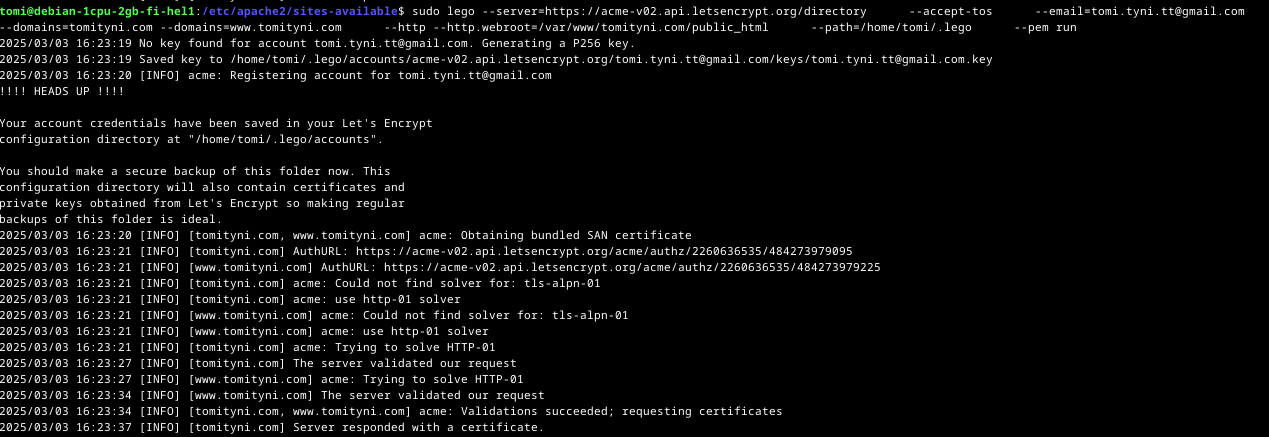 tomi@debian-1cpu-2gb-fi-hel1:/etc/apache2/sites-available$ sudo lego --server=https://acme-v02.api.letsencrypt.org/directory      --accept-tos      --email=tomi.tyni.tt@gmail.com
--domains=tomityni.com --domains=www.tomityni.com      --http --http.webroot=/var/www/tomityni.com/public_html      --path=/home/tomi/.lego      --pem run
2025/03/03 16:23:19 No key found for account tomi.tyni.tt@gmail.com. Generating a P256 key.
2025/03/03 16:23:19 Saved key to /home/tomi/.lego/accounts/acme-v02.api.letsencrypt.org/tomi.tyni.tt@gmail.com/keys/tomi.tyni.tt@gmail.com.key
2025/03/03 16:23:20 [INFO] acme: Registering account for tomi.tyni.tt@gmail.com
!!!! HEADS UP !!!!
Your account credentials have been saved in your Let's Encrypt
configuration directory at "/home/tomi/.lego/accounts".
You should make a secure backup of this folder now. This
configuration directory will also contain certificates and
private keys obtained from Let's Encrypt so making regular
backups of this folder is ideal.
2025/03/03 16:23:20 [INFO] [tomityni.com, www.tomityni.com] acme: Obtaining bundled SAN certificate
2025/03/03 16:23:21 [INFO] [tomityni.com] AuthURL: https://acme-v02.api.letsencrypt.org/acme/authz/2260636535/484273979095
2025/03/03 16:23:21 [INFO] [www.tomityni.com] AuthURL: https://acme-v02.api.letsencrypt.org/acme/authz/2260636535/484273979225
2025/03/03 16:23:21 [INFO] [tomityni.com] acme: Could not find solver for: tls-alpn-01
2025/03/03 16:23:21 [INFO] [tomityni.com] acme: use http-01 solver
2025/03/03 16:23:21 [INFO] [www.tomityni.com] acme: Could not find solver for: tls-alpn-01
2025/03/03 16:23:21 [INFO] [www.tomityni.com] acme: use http-01 solver
2025/03/03 16:23:21 [INFO] [tomityni.com] acme: Trying to solve HTTP-01
2025/03/03 16:23:27 [INFO] [tomityni.com] The server validated our request
2025/03/03 16:23:27 [INFO] [www.tomityni.com] acme: Trying to solve HTTP-01
2025/03/03 16:23:34 [INFO] [www.tomityni.com] The server validated our request
2025/03/03 16:23:34 [INFO] [tomityni.com, www.tomityni.com] acme: Validations succeeded; requesting certificates
2025/03/03 16:23:37 [INFO] [tomityni.com] Server responded with a certificate.